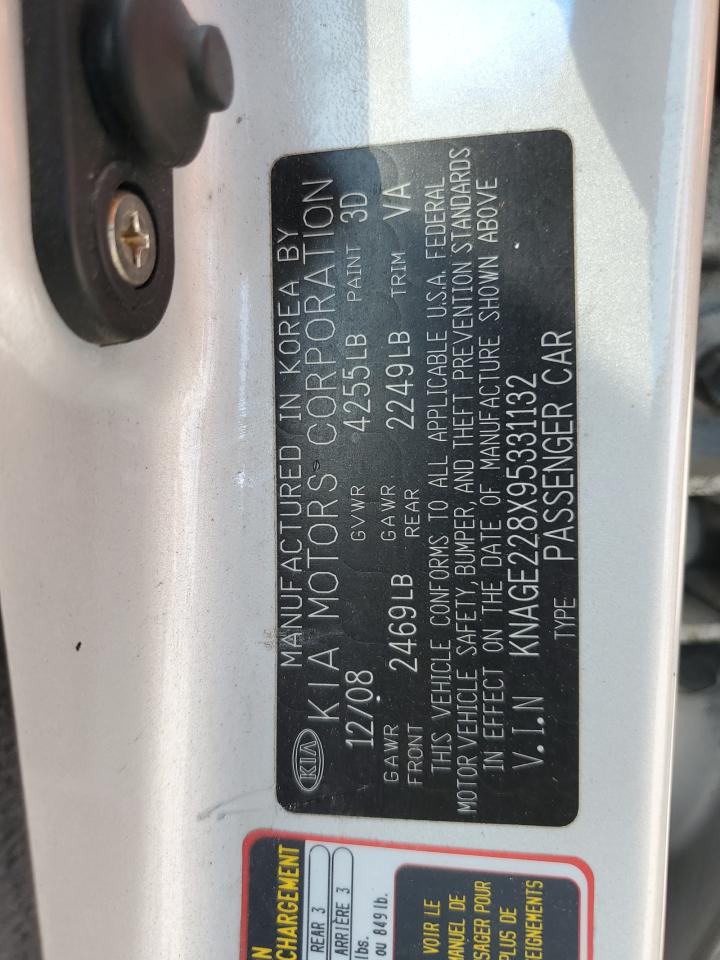 MANUFACTURED IN KOREA BY
KIA KIA MOTORS CORPORATION
12/08 GVWR 4255LB PAINT 3D
GAWR FRONT 2469LB GAWR REAR 2249LB TRIM VA
THIS VEHICLE CONFORMS TO ALL APPLICABLE U.S.A. FEDERAL
MOTOR VEHICLE SAFETY, BUMPER, AND THEFT PREVENTION STANDARDS
IN EFFECT ON THE DATE OF MANUFACTURE SHOWN ABOVE
V.I.N KNAGE228X95331132
TYPE PASSENGER CAR
CHARGEMENT
REAR 3
ARRIÈRE 3
lbs.
ou 849 lb.
VOIR LE
MANUEL DE
SAGER POUR
PLUS DE
EIGNEMENTS